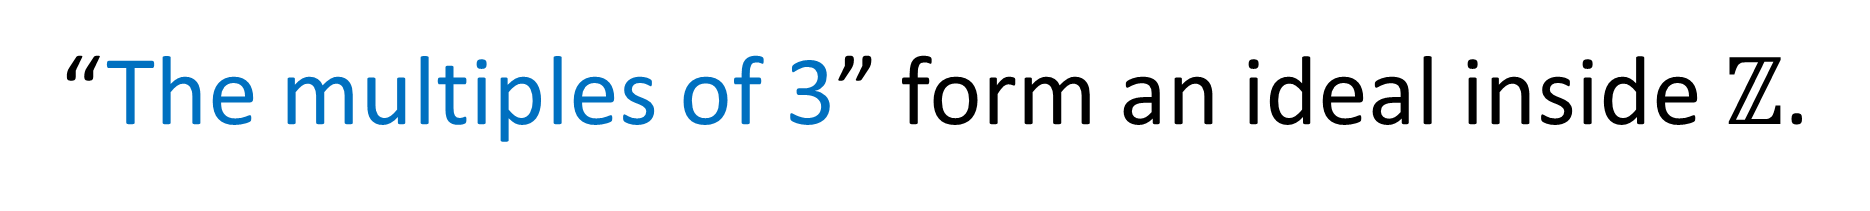 “The multiples of 3” form an ideal inside ℤ.